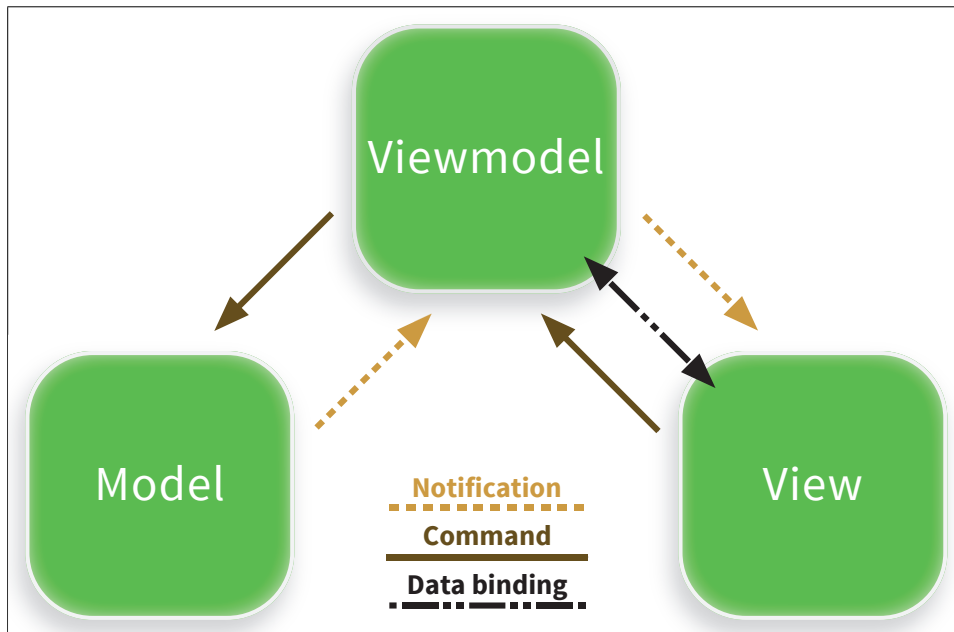 Viewmodel
Model
View
Notification
Command
Data binding